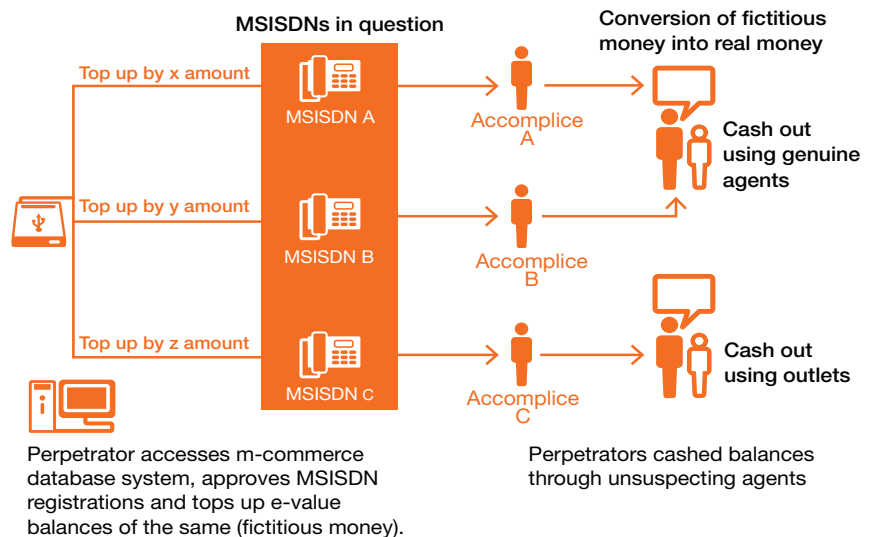 MSISDNs in question
Conversion of fictitious
money into real money
Top up by x amount
MSISDN A
Accomplice
A
Cash out
using genuine
agents
Top up by y amount
MSISDN B
Accomplice
B
Top up by z amount
MSISDN C
Accomplice
C
Cash out
using outlets
Perpetrator accesses m-commerce
database system, approves MSISDN
registrations and tops up e-value
balances of the same (fictitious money).
Perpetrators cashed balances
through unsuspecting agents